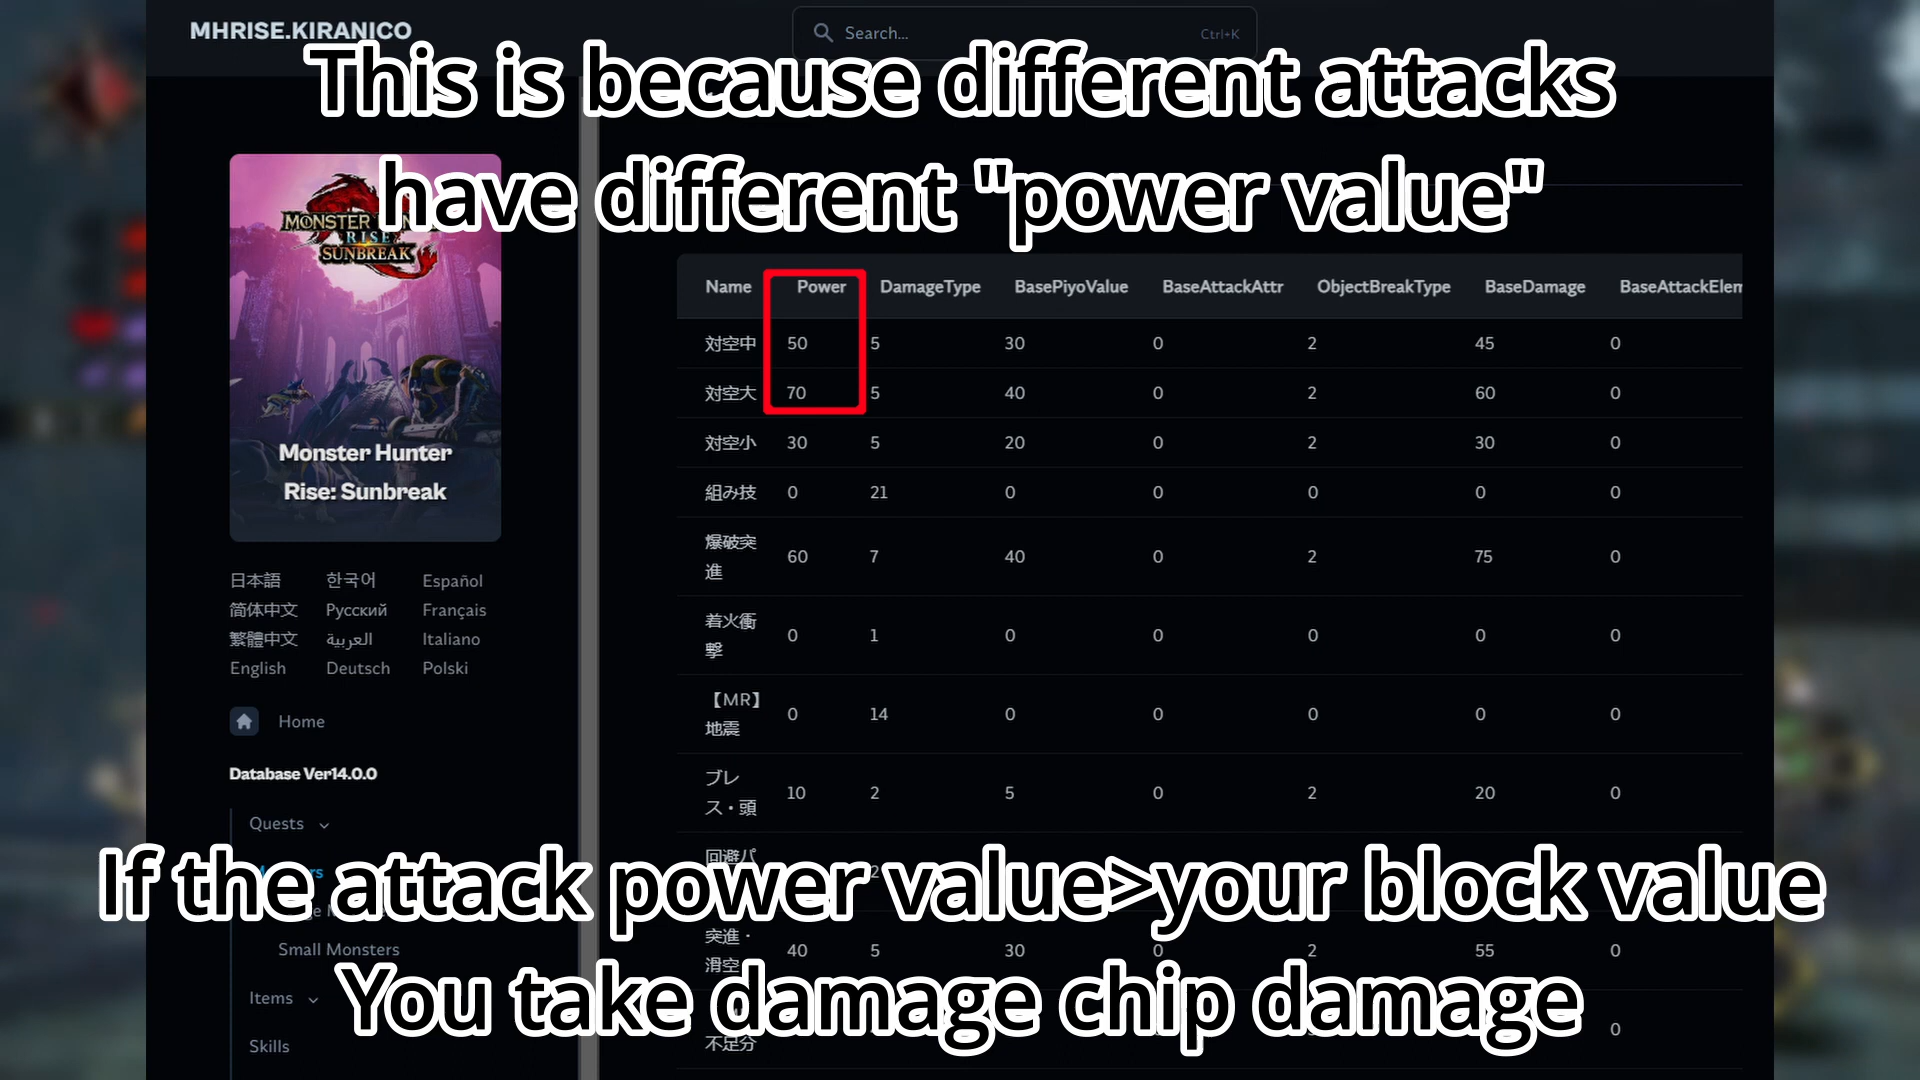 MHRISE.KIRANICO
Search...
Ctrl+K
This is because different attacks
have different "power value"
MONSTER HUN
RISE
SUNBREAK
Monster Hunter
Rise: Sunbreak
日本語 한국어 Español
简体中文 Русский Français
繁體中文 العربية Italiano
English Deutsch Polski
Home
Database Ver14.0.0
Quests
Small Monsters
Items
Skills
Name Power DamageType BasePiyoValue BaseAttackAttr ObjectBreakType BaseDamage BaseAttackElem
対空中 50 5 30 0 2 45 0
対空大 70 5 40 0 2 60 0
対空小 30 5 20 0 2 30 0
組み技 0 21 0 0 0 0 0
爆破突
進 60 7 40 0 2 75 0
着火衝
撃 0 1 0 0 0 0 0
【MR】
地震 0 14 0 0 0 0 0
ブレ
ス・頭 10 2 5 0 2 20 0
回避パ
If the attack power value>your block value
突進・
滑空 40 5 30 0 2 55 0
You take damage chip damage
不足分 0